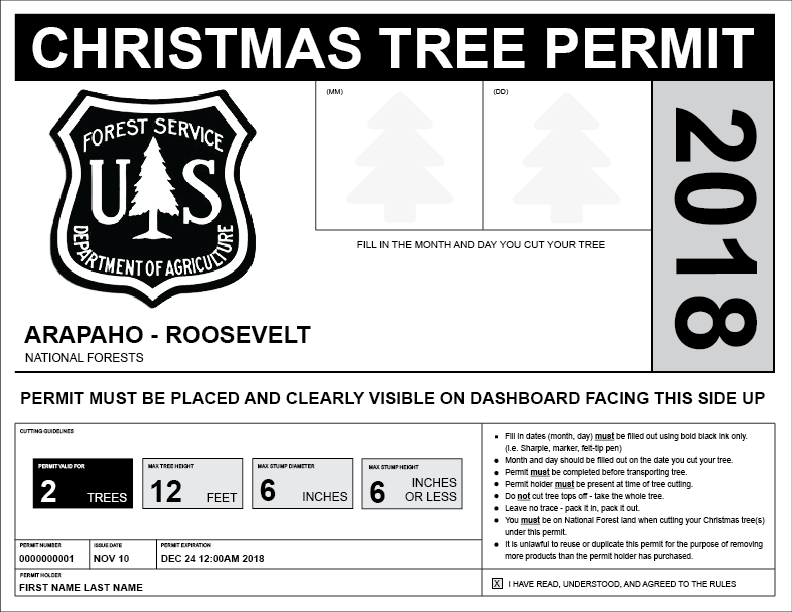 CHRISTMAS TREE PERMIT
FOREST SERVICE
U S
DEPARTMENT OF AGRICULTURE
(MM)
(DD)
FILL IN THE MONTH AND DAY YOU CUT YOUR TREE
2018
ARAPAHO - ROOSEVELT
NATIONAL FORESTS
PERMIT MUST BE PLACED AND CLEARLY VISIBLE ON DASHBOARD FACING THIS SIDE UP
CUTTING GUIDELINES
PERMIT VALID FOR
2 TREES
MAX TREE HEIGHT
12 FEET
MAX STUMP DIAMETER
6 INCHES
MAX STUMP HEIGHT
6 INCHES
OR LESS
PERMIT NUMBER
0000000001
ISSUE DATE
NOV 10
PERMIT EXPIRATION
DEC 24 12:00AM 2018
PERMIT HOLDER
FIRST NAME LAST NAME
• Fill in dates (month, day) must be filled out using bold black ink only.
(i.e. Sharpie, marker, felt-tip pen)
• Month and day should be filled out on the date you cut your tree.
• Permit must be completed before transporting tree.
• Permit holder must be present at time of tree cutting.
• Do not cut tree tops off - take the whole tree.
• Leave no trace - pack it in, pack it out.
• You must be on National Forest land when cutting your Christmas tree(s)
under this permit.
• It is unlawful to reuse or duplicate this permit for the purpose of removing
more products than the permit holder has purchased.
X I HAVE READ, UNDERSTOOD, AND AGREED TO THE RULES